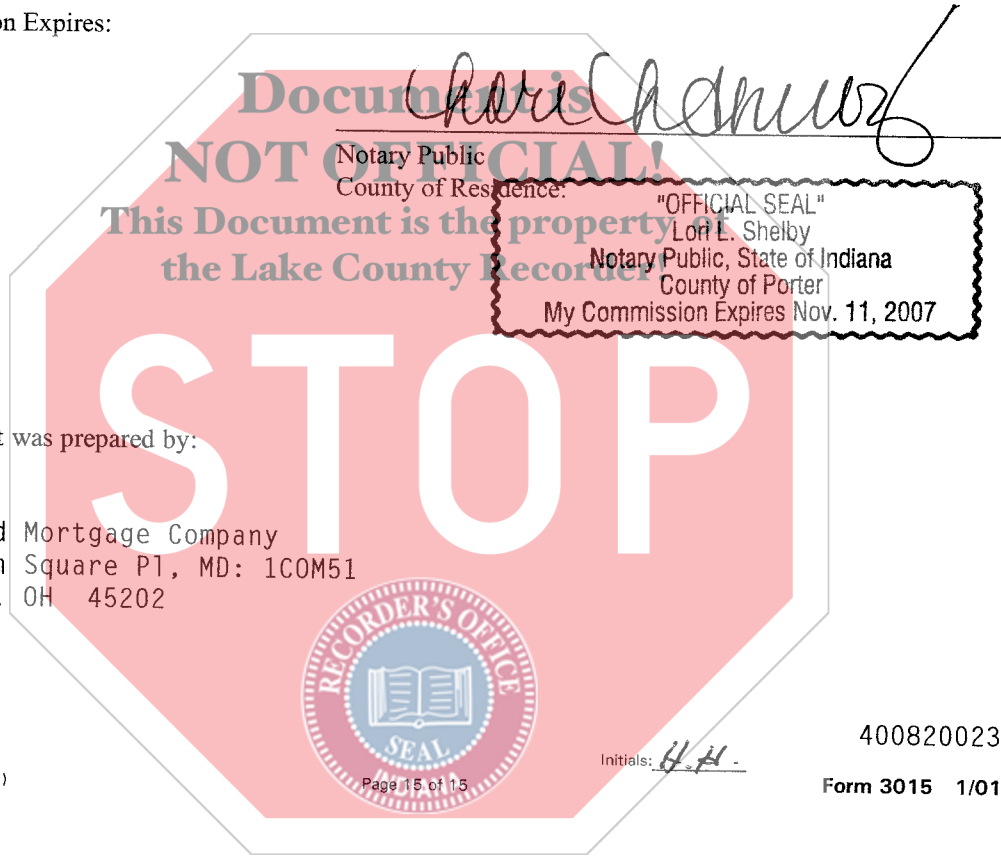 on Expires:
Document is
NOT OFFICIAL!
This Document is the property of
the Lake County Recorder!
Notary Public
County of Residence:
"OFFICIAL SEAL"
Lori L. Shelby
Notary Public, State of Indiana
County of Porter
My Commission Expires Nov. 11, 2007
STOP
t was prepared by:
d Mortgage Company
n Square Pl, MD: 1COM51
, OH 45202
RECORDER'S OFFICE
SEAL
INDIANA
400820023
Initials: H.H.
)
Page 15 of 15
Form 3015 1/01